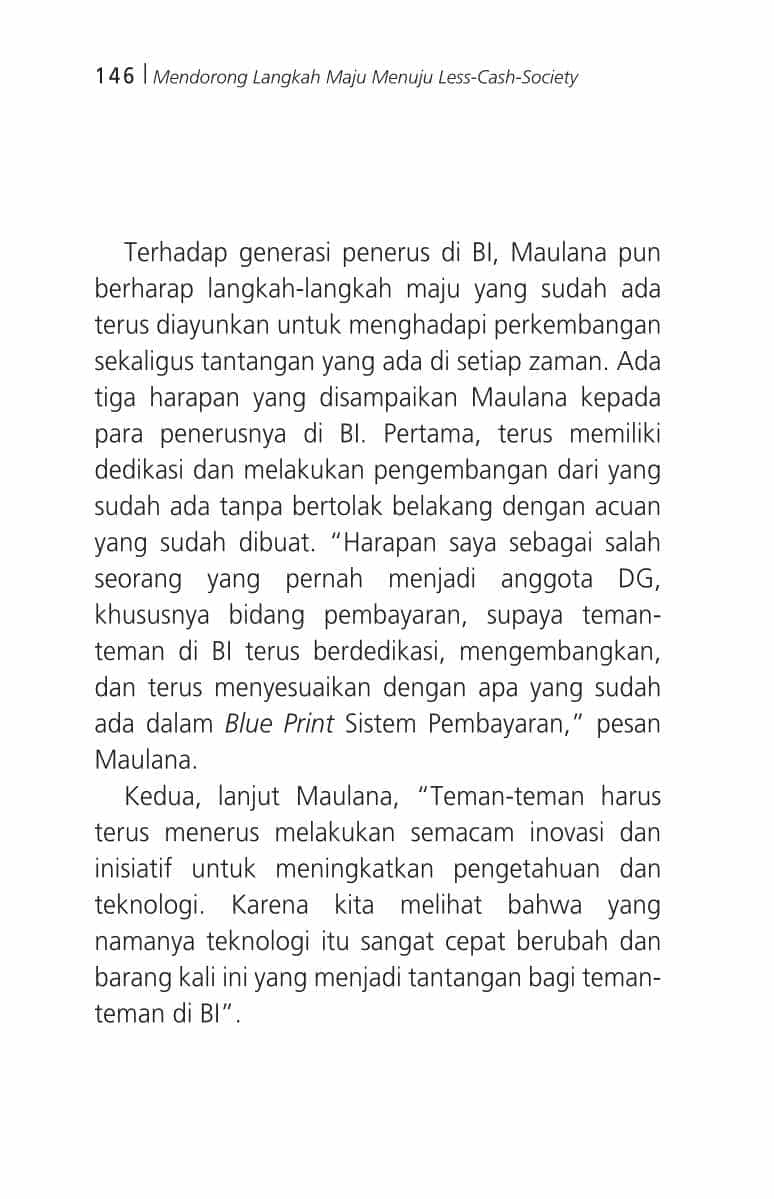 146 | Mendorong Langkah Maju Menuju Less-Cash-Society
Terhadap generasi penerus di BI, Maulana pun
berharap langkah-langkah maju yang sudah ada
terus diayunkan untuk menghadapi perkembangan
sekaligus tantangan yang ada di setiap zaman. Ada
tiga harapan yang disampaikan Maulana kepada
para penerusnya di BI. Pertama, terus memiliki
dedikasi dan melakukan pengembangan dari yang
sudah ada tanpa bertolak belakang dengan acuan
yang sudah dibuat. “Harapan saya sebagai salah
seorang yang pernah menjadi anggota DG,
khususnya bidang pembayaran, supaya teman-
teman di BI terus berdedikasi, mengembangkan,
dan terus menyesuaikan dengan apa yang sudah
ada dalam Blue Print Sistem Pembayaran,” pesan
Maulana.
Kedua, lanjut Maulana, “Teman-teman harus
terus menerus melakukan semacam inovasi dan
inisiatif untuk meningkatkan pengetahuan dan
teknologi. Karena kita melihat bahwa yang
namanya teknologi itu sangat cepat berubah dan
barang kali ini yang menjadi tantangan bagi teman-
teman di BI”.